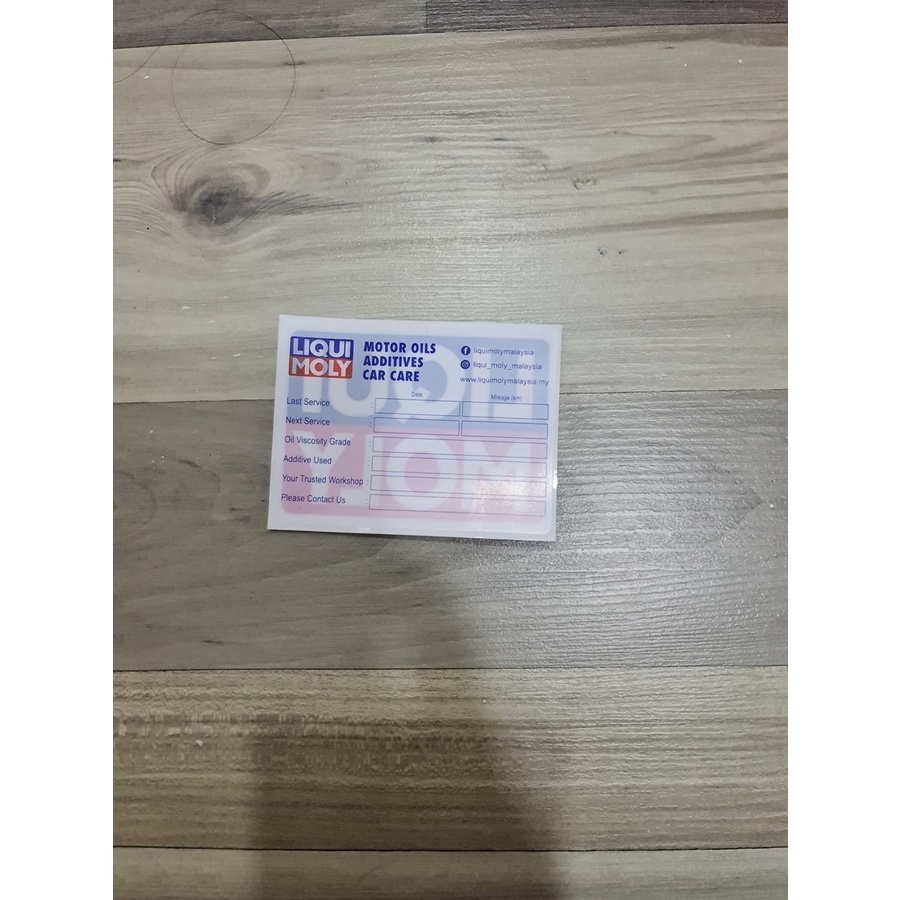 LIQUI
MOLY
MOTOR OILS
ADDITIVES
CAR CARE
liquimolymalaysia
liqui_moly_malaysia
www.liquimolymalaysia.my
Date
Mileage (km)
Last Service :
Next Service :
Oil Viscosity Grade :
Additive Used :
Your Trusted Workshop :
Please Contact Us :